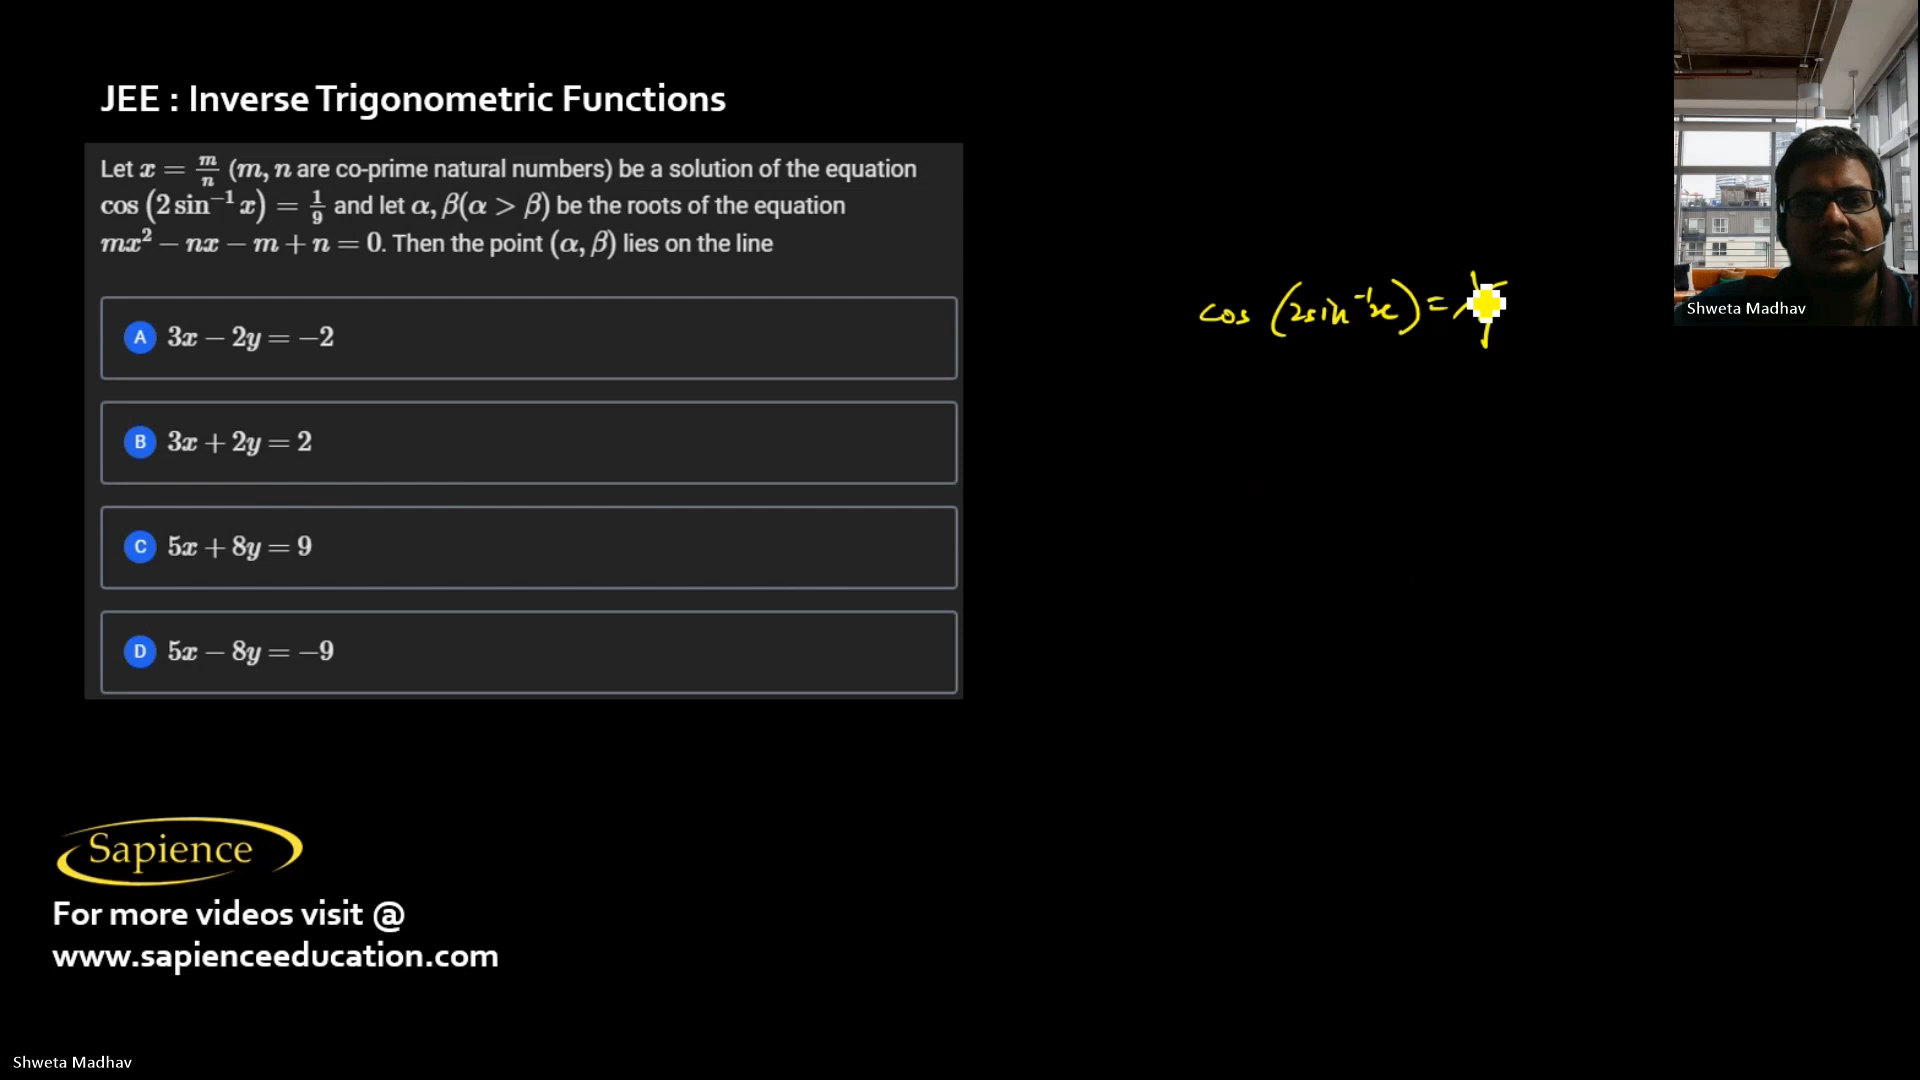 JEE : Inverse Trigonometric Functions
Let x = m/n (m, n are co-prime natural numbers) be a solution of the equation
cos (2 sin⁻¹ x) = 1/9 and let α, β(α > β) be the roots of the equation
mx² − nx − m + n = 0. Then the point (α, β) lies on the line
A 3x − 2y = −2
B 3x + 2y = 2
C 5x + 8y = 9
D 5x − 8y = −9
cos (2sin⁻¹x) =
Shweta Madhav
Sapience
For more videos visit @
www.sapienceeducation.com
Shweta Madhav